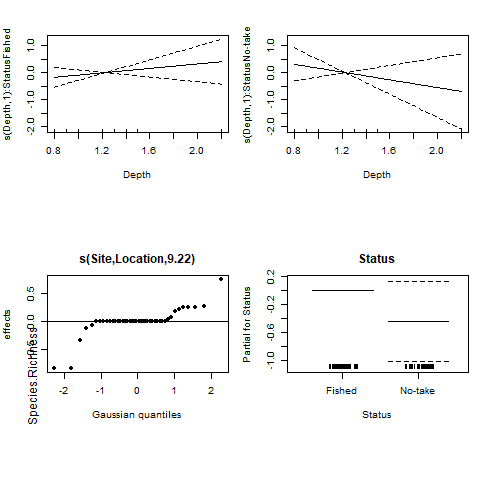 s(Depth,1):StatusFished
1.0
0.0
-1.0
-2.0
0.8 1.2 1.6 2.0
Depth
s(Depth,1):StatusNo-take
1.0
0.0
-1.0
-2.0
0.8 1.2 1.6 2.0
Depth
s(Site,Location,9.22)
effects
Species.Richness
0.5
0.0
-0.5
-2 -1 0 1 2
Gaussian quantiles
Status
Partial for Status
0.2
-0.2
-0.6
-1.0
Fished No-take
Status